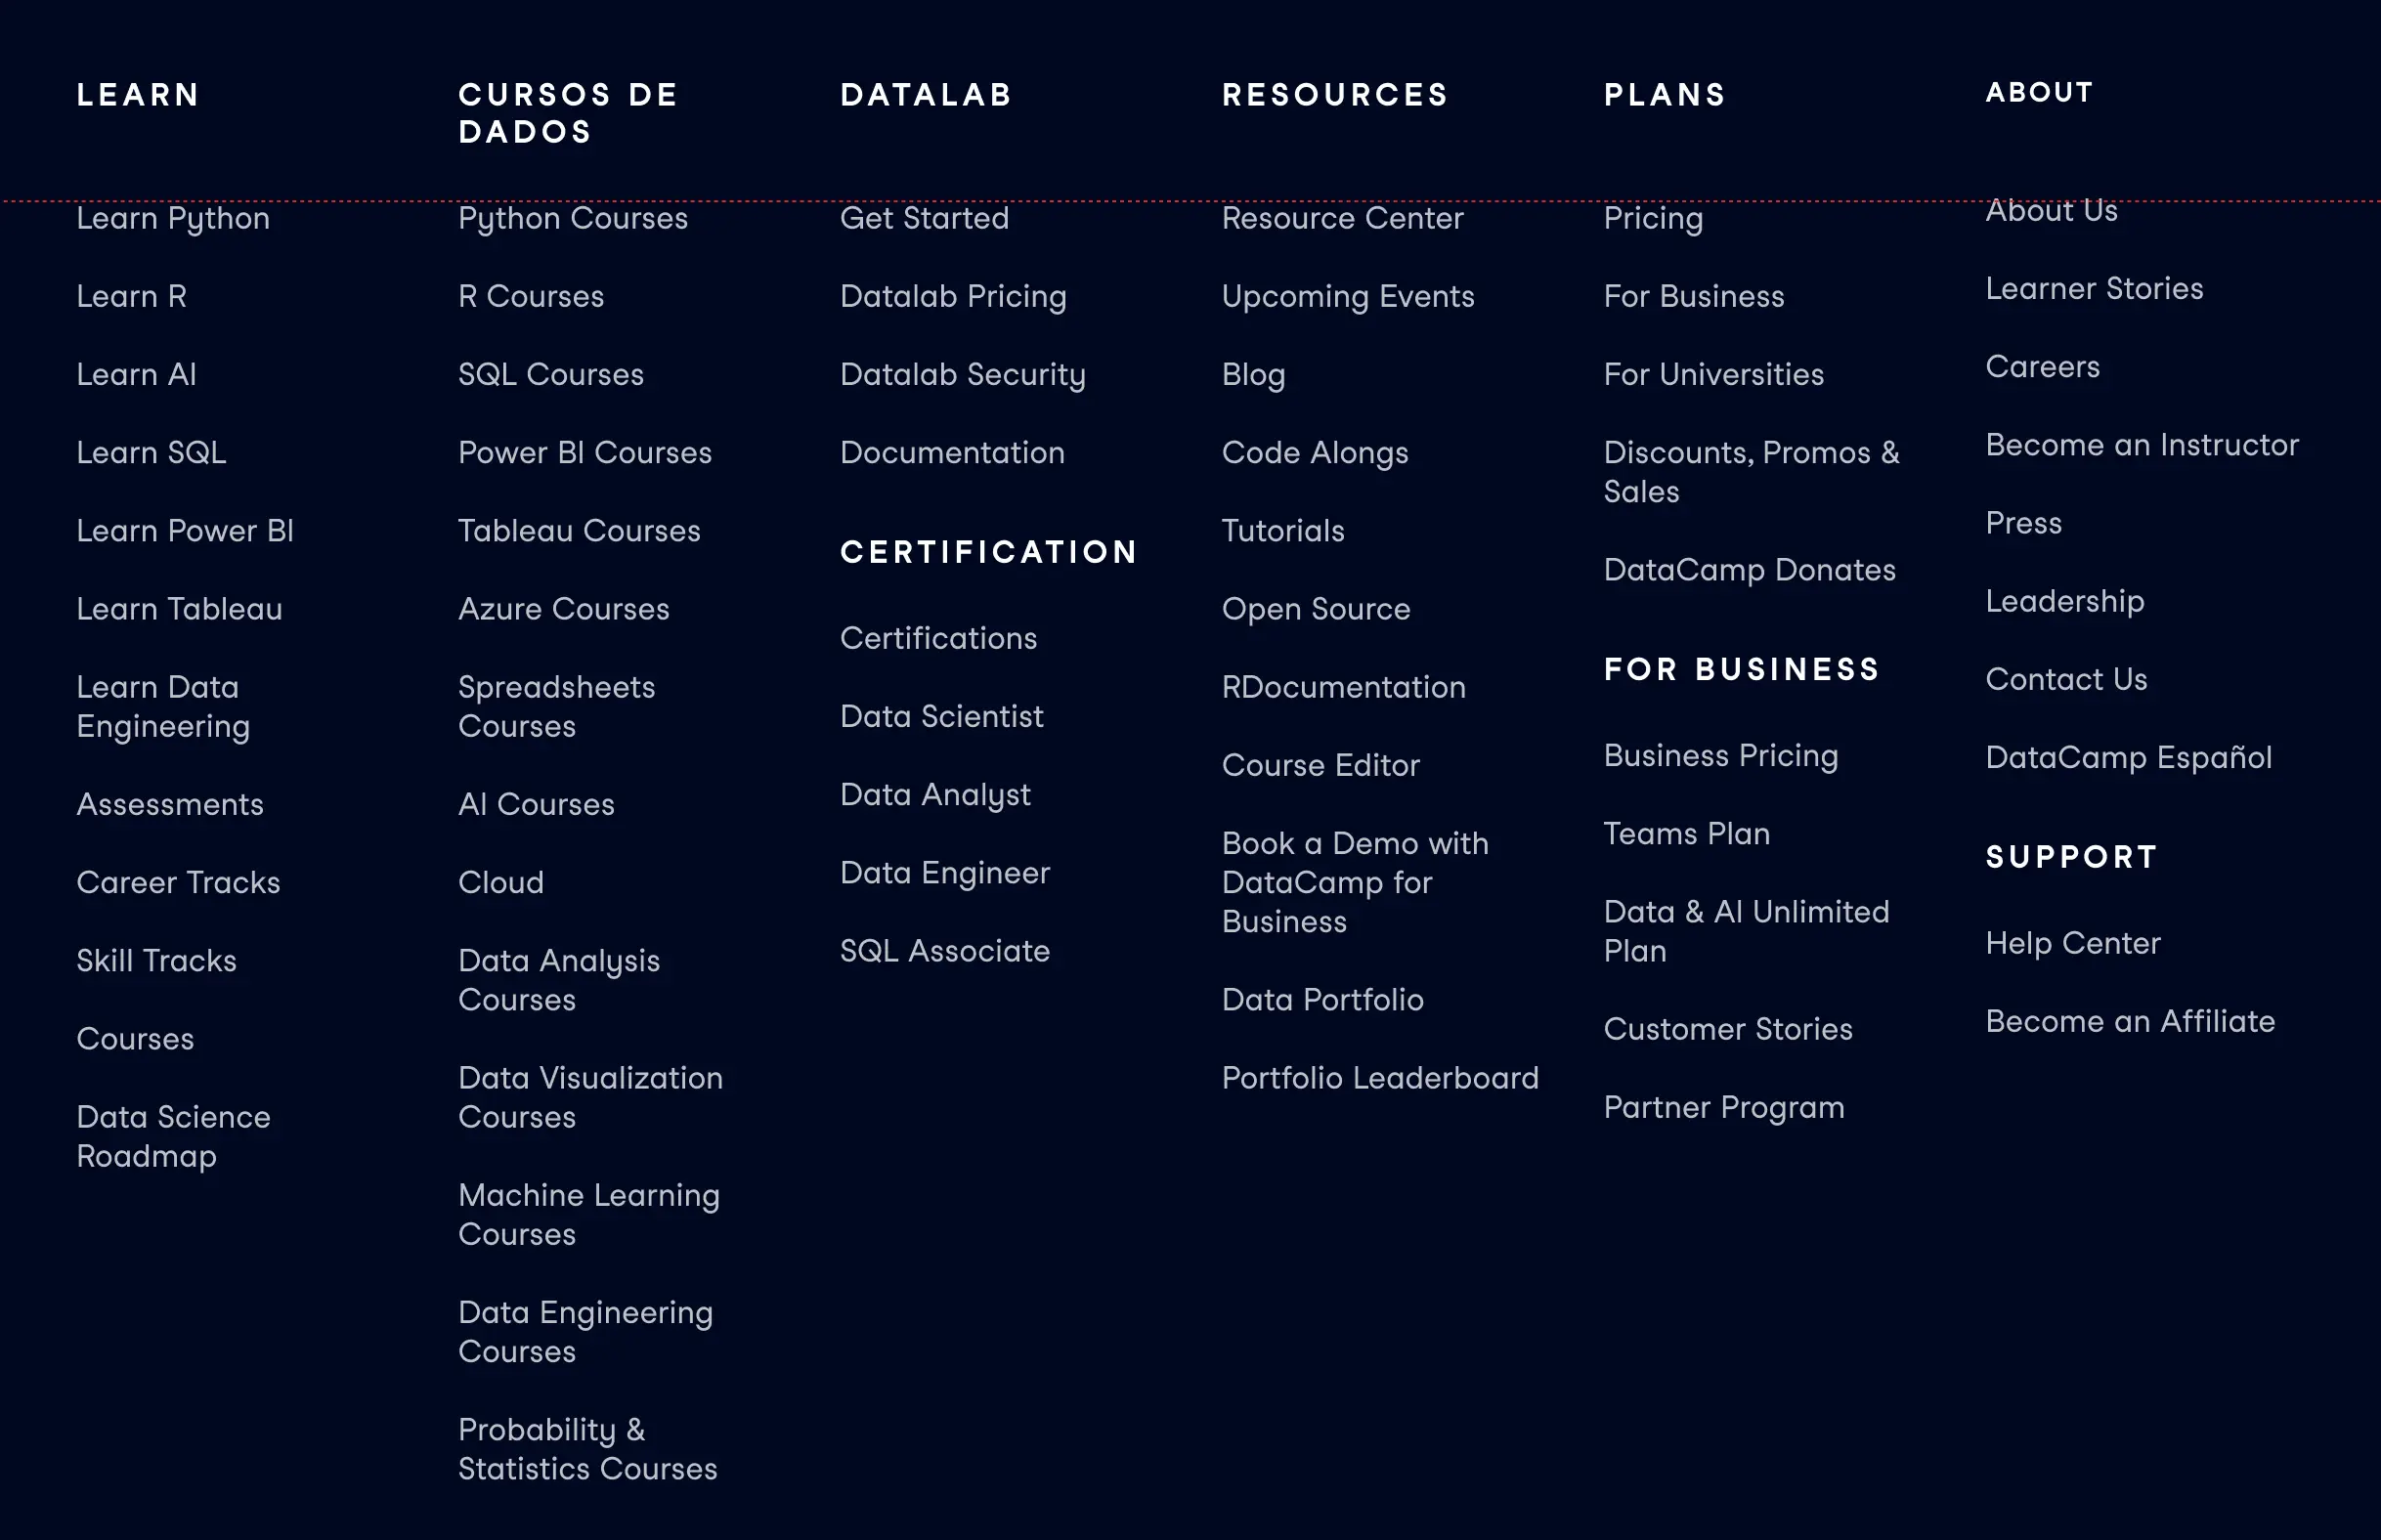 LEARN
Learn Python
Learn R
Learn AI
Learn SQL
Learn Power BI
Learn Tableau
Learn Data
Engineering
Assessments
Career Tracks
Skill Tracks
Courses
Data Science
Roadmap
CURSOS DE
DADOS
Python Courses
R Courses
SQL Courses
Power BI Courses
Tableau Courses
Azure Courses
Spreadsheets
Courses
AI Courses
Cloud
Data Analysis
Courses
Data Visualization
Courses
Machine Learning
Courses
Data Engineering
Courses
Probability &
Statistics Courses
DATALAB
Get Started
Datalab Pricing
Datalab Security
Documentation
CERTIFICATION
Certifications
Data Scientist
Data Analyst
Data Engineer
SQL Associate
RESOURCES
Resource Center
Upcoming Events
Blog
Code Alongs
Tutorials
Open Source
RDocumentation
Course Editor
Book a Demo with
DataCamp for
Business
Data Portfolio
Portfolio Leaderboard
PLANS
Pricing
For Business
For Universities
Discounts, Promos &
Sales
DataCamp Donates
FOR BUSINESS
Business Pricing
Teams Plan
Data & AI Unlimited
Plan
Customer Stories
Partner Program
ABOUT
About Us
Learner Stories
Careers
Become an Instructor
Press
Leadership
Contact Us
DataCamp Español
SUPPORT
Help Center
Become an Affiliate